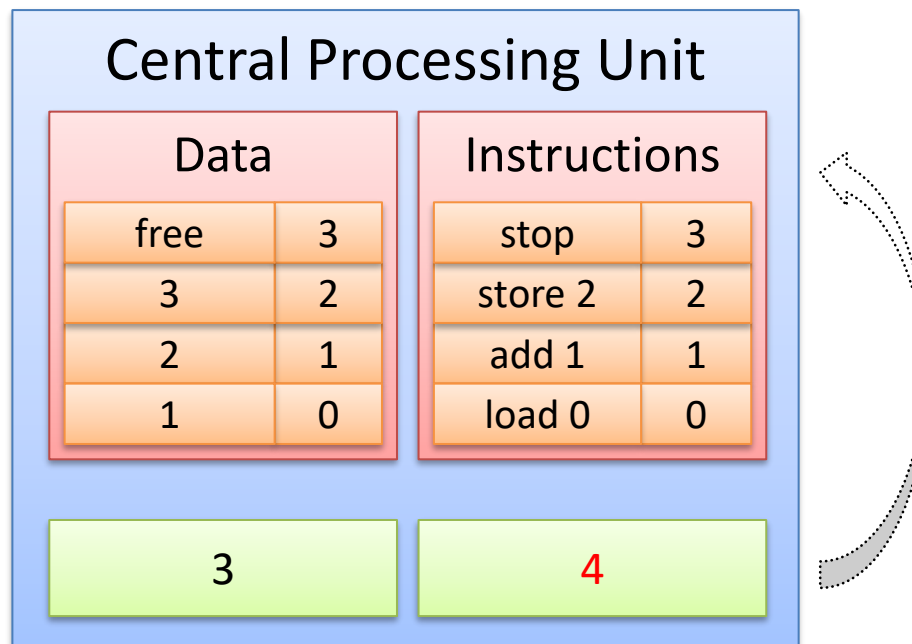 Central Processing Unit
Data
free 3
3 2
2 1
1 0
Instructions
stop 3
store 2 2
add 1 1
load 0 0
3
4